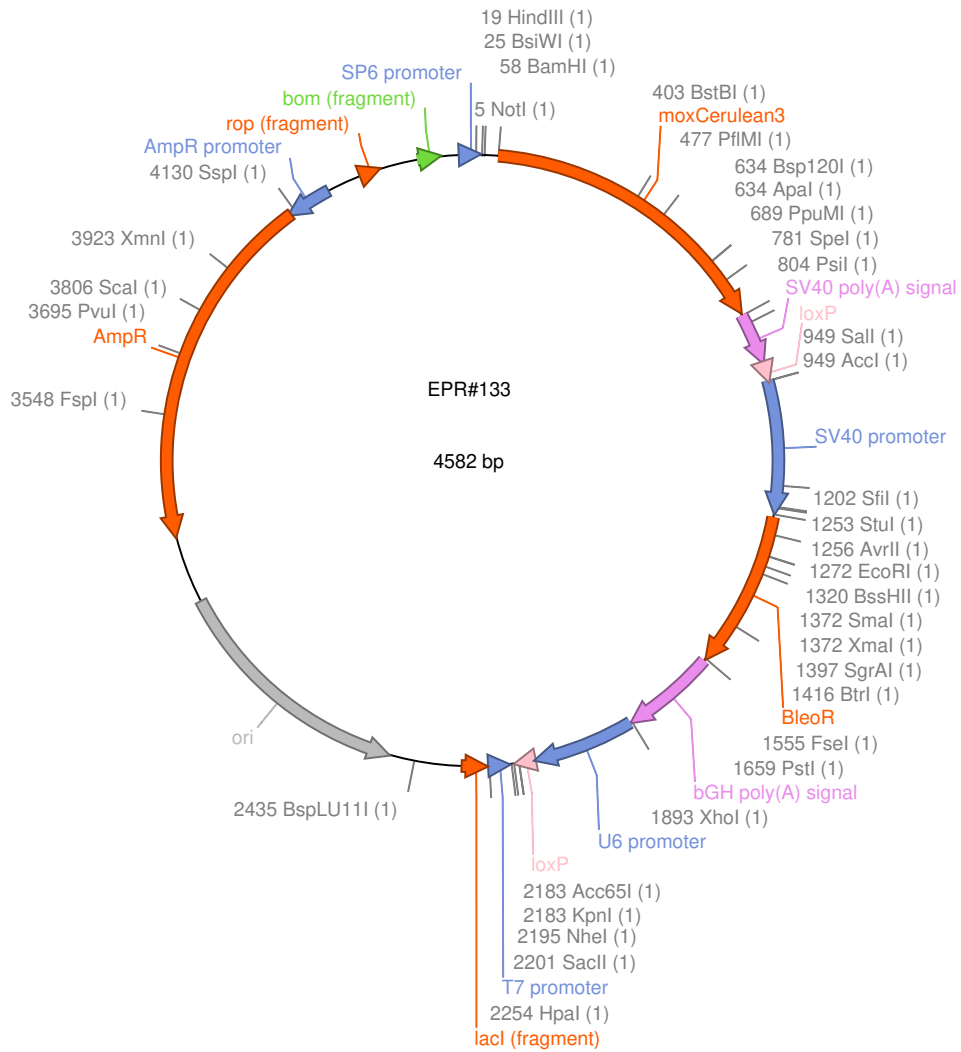 19 HindIII (1)
25 BsiWI (1)
58 BamHI (1)
SP6 promoter
bom (fragment)
5 NotI (1)
rop (fragment)
AmpR promoter
4130 SspI (1)
3923 XmnI (1)
3806 ScaI (1)
3695 PvuI (1)
AmpR
3548 FspI (1)
403 BstBI (1)
moxCerulean3
477 PflMI (1)
634 Bsp120I (1)
634 ApaI (1)
689 PpuMI (1)
781 SpeI (1)
804 PsiI (1)
SV40 poly(A) signal
loxP
949 SalI (1)
949 AccI (1)
EPR#133
4582 bp
SV40 promoter
1202 SfiI (1)
1253 StuI (1)
1256 AvrII (1)
1272 EcoRI (1)
1320 BssHII (1)
1372 SmaI (1)
1372 XmaI (1)
1397 SgrAI (1)
1416 BtrI (1)
BleoR
1555 FseI (1)
1659 PstI (1)
bGH poly(A) signal
1893 XhoI (1)
U6 promoter
loxP
2183 Acc65I (1)
2183 KpnI (1)
2195 NheI (1)
2201 SacII (1)
T7 promoter
2254 HpaI (1)
lacI (fragment)
ori
2435 BspLU11I (1)